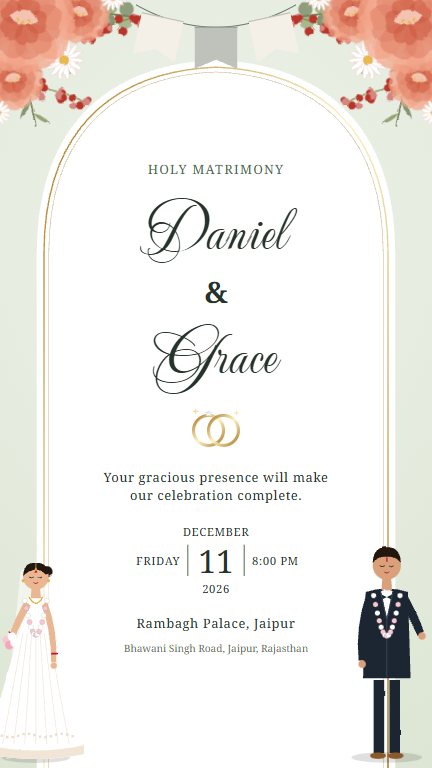 HOLY MATRIMONY
Daniel
&
Grace
Your gracious presence will make
our celebration complete.
DECEMBER
FRIDAY 11 8:00 PM
2026
Rambagh Palace, Jaipur
Bhawani Singh Road, Jaipur, Rajasthan